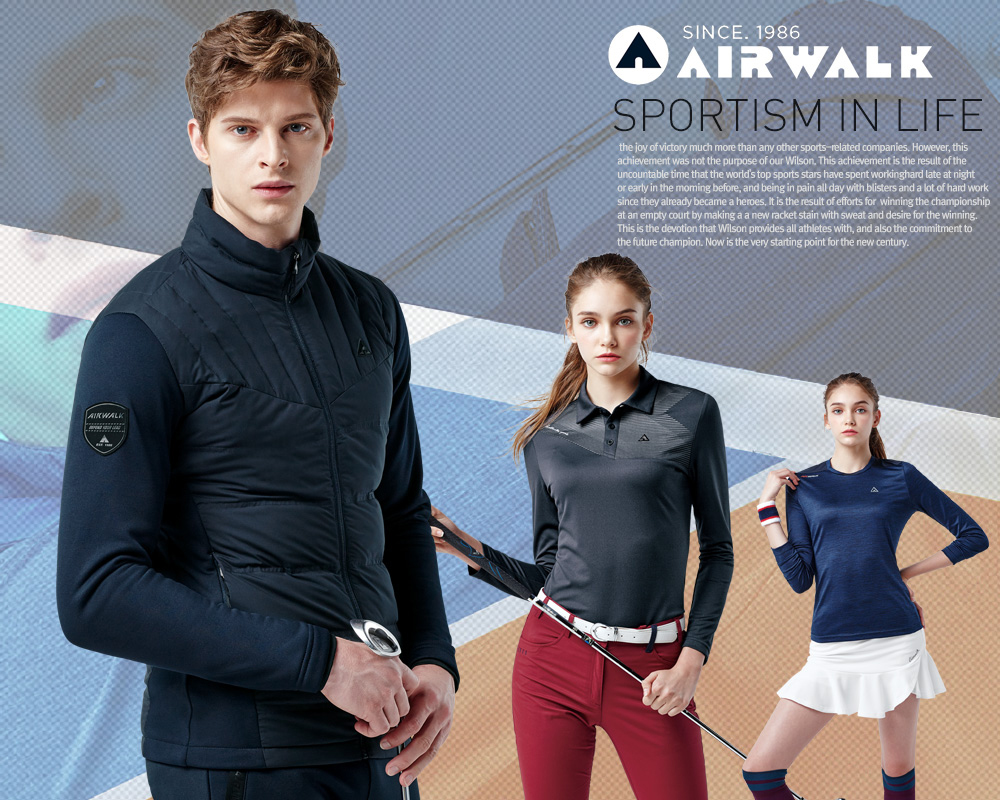 SINCE. 1986
AIRWALK
SPORTISM IN LIFE
the joy of victory much more than any other sports-related companies. However, this
achievement was not the purpose of our Wilson. This achievement is the result of the
uncountable time that the world's top sports stars have spent workinghard late at night
or early in the morning before, and being in pain all day with blisters and a lot of hard work
since they already became a heroes. It is the result of efforts for winning the championship
at an empty court by making a a new racket stain with sweat and desire for the winning.
This is the devotion that Wilson provides all athletes with, and also the commitment to
the future champion. Now is the very starting point for the new century.
AIRWALK